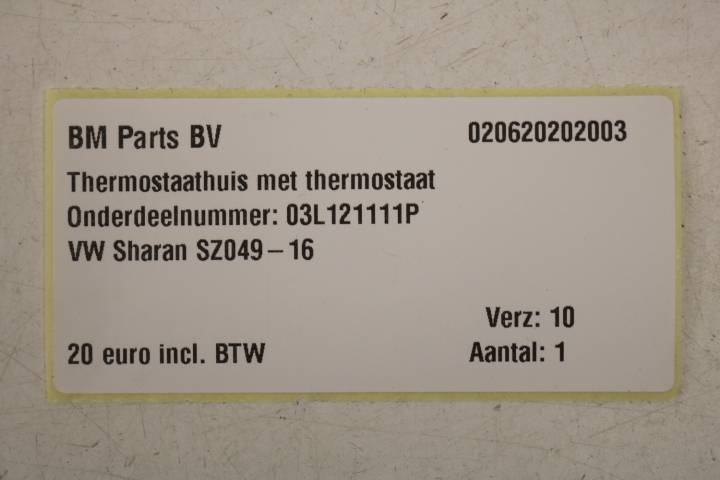 BM Parts BV 020620202003
Thermostaathuis met thermostaat
Onderdeelnummer: 03L121111P
VW Sharan SZ049-16
Verz: 10
20 euro incl. BTW Aantal: 1